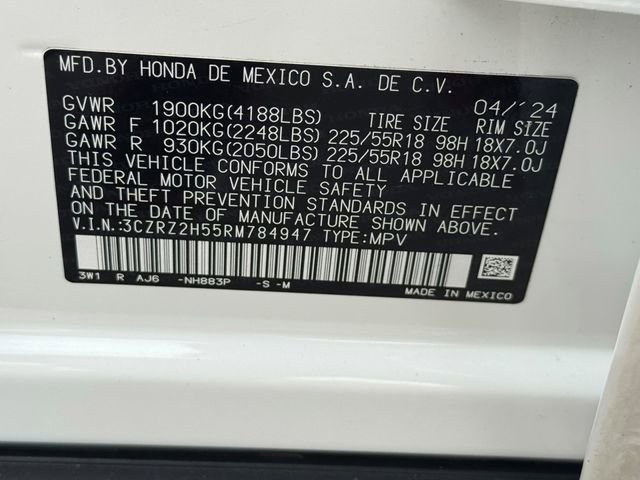 MFD.BY HONDA DE MEXICO S.A. DE C.V.
04/'24
GVWR 1900KG(4188LBS) TIRE SIZE RIM SIZE
GAWR F 1020KG(2248LBS) 225/55R18 98H 18X7.0J
GAWR R 930KG(2050LBS) 225/55R18 98H 18X7.0J
THIS VEHICLE CONFORMS TO ALL APPLICABLE
FEDERAL MOTOR VEHICLE SAFETY
AND THEFT PREVENTION STANDARDS IN EFFECT
ON THE DATE OF MANUFACTURE SHOWN ABOVE.
V.I.N.:3CZRZ2H55RM784947 TYPE:MPV
3W1 R AJ6 -NH883P -S -M
MADE IN MEXICO